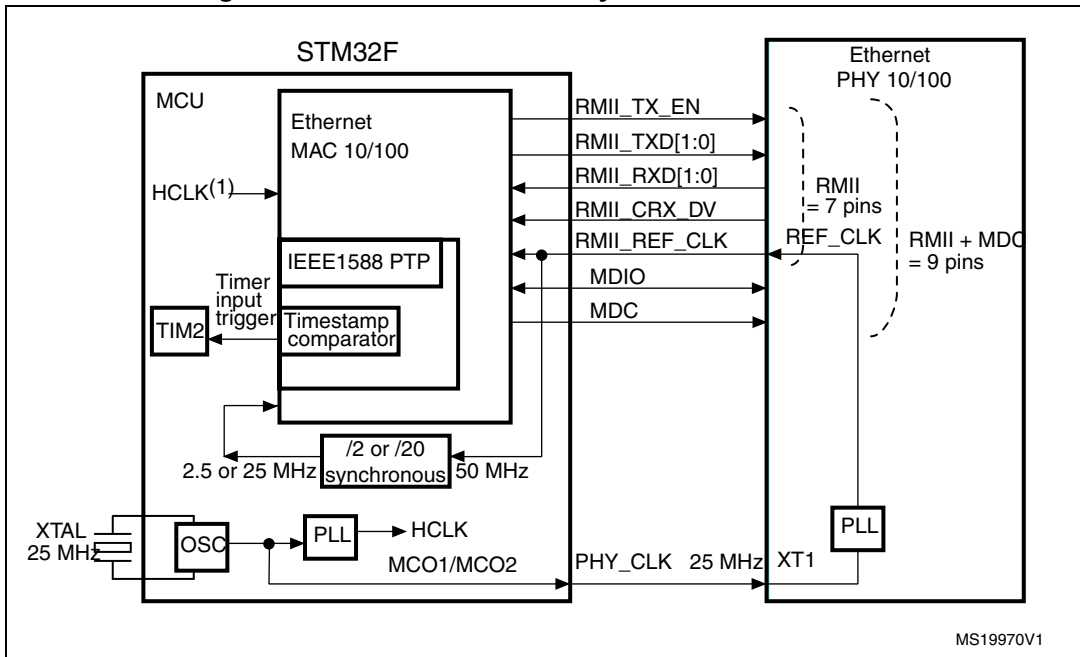 STM32F
MCU
Ethernet
MAC 10/100
HCLK(1)
IEEE1588 PTP
Timer
input
trigger
Timestamp
comparator
TIM2
/2 or /20
synchronous
2.5 or 25 MHz
50 MHz
XTAL
25 MHz
OSC
PLL
HCLK
MCO1/MCO2
RMII_TX_EN
RMII_TXD[1:0]
RMII_RXD[1:0]
RMII_CRX_DV
RMII_REF_CLK
MDIO
MDC
PHY_CLK 25 MHz
Ethernet
PHY 10/100
RMII
= 7 pins
REF_CLK
RMII + MDC
= 9 pins
PLL
XT1
MS19970V1